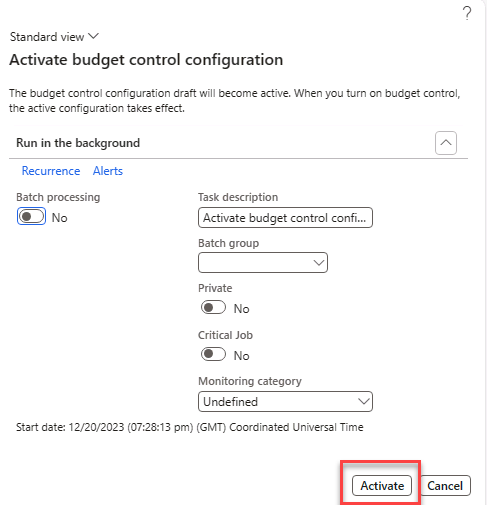 ?
Standard view
Activate budget control configuration
The budget control configuration draft will become active. When you turn on budget control,
the active configuration takes effect.
Run in the background
Recurrence Alerts
Batch processing
No
Task description
Activate budget control confi...
Batch group
Private
No
Critical Job
No
Monitoring category
Undefined
Start date: 12/20/2023 (07:28:13 pm) (GMT) Coordinated Universal Time
Activate Cancel